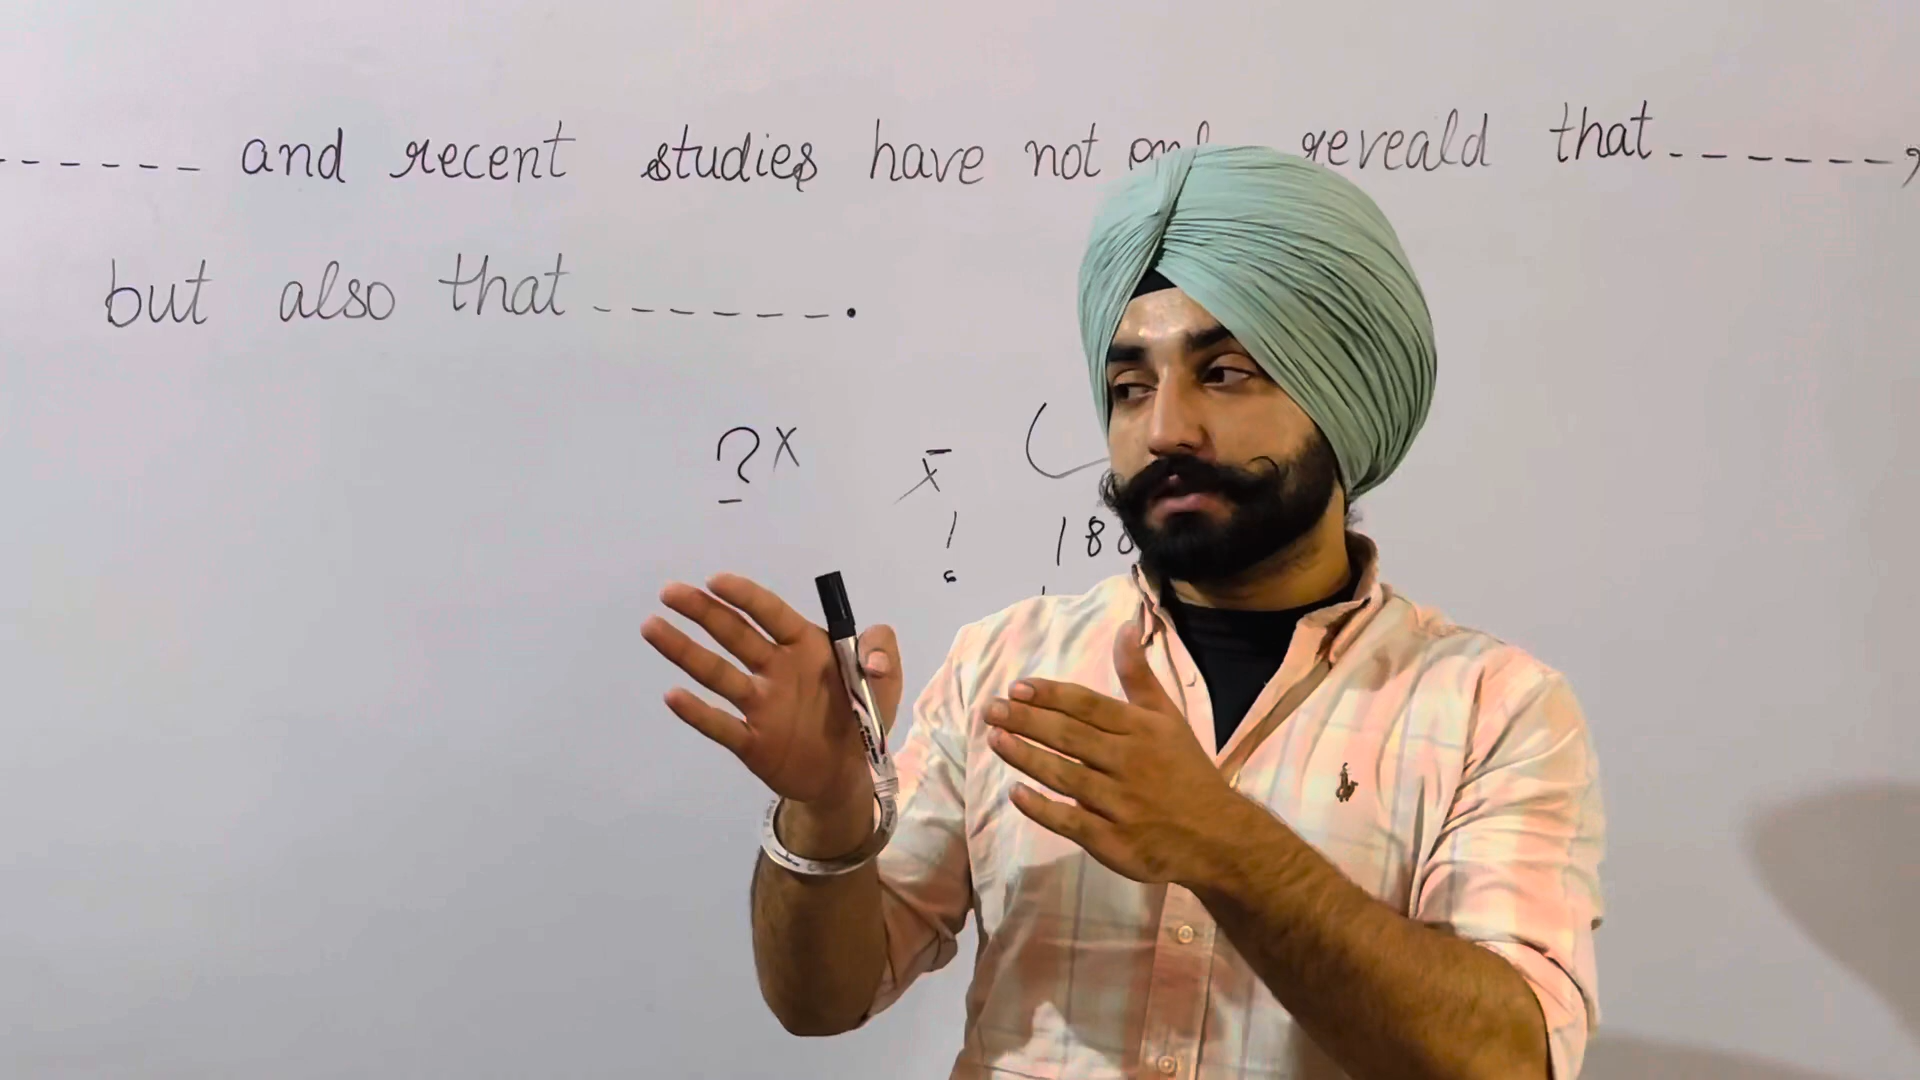 ------ and recent studies have not reveald that ------,
but also that ------.
? x x
! 188